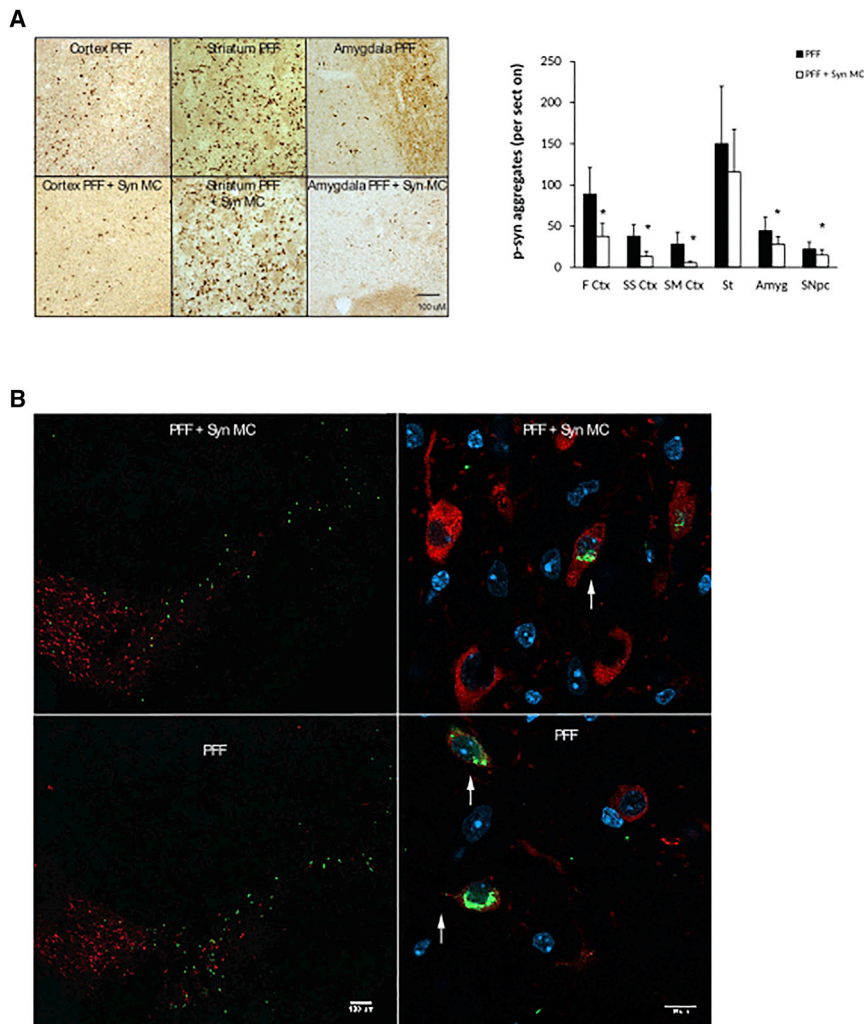 A
Cortex PFF
Striatum PFF
Amygdala PFF
Cortex PFF + Syn MC
Striatum PFF
+ Syn MC
Amygdala PFF + Syn MC
100 uM
p-syn aggregates (per sect on)
250
200
150
100
50
0
PFF
PFF + Syn MC
*
*
*
*
*
F Ctx
SS Ctx
SM Ctx
St
Amyg
SNpc
B
PFF + Syn MC
PFF + Syn MC
PFF
PFF